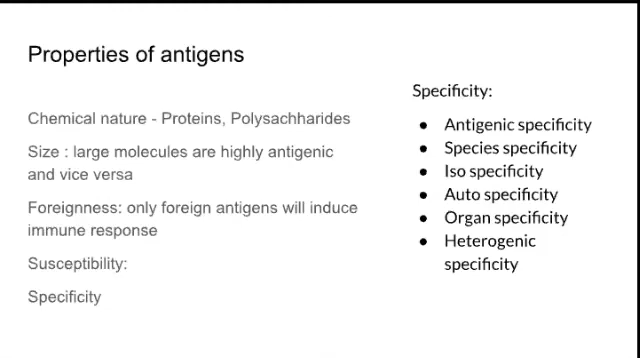 Properties of antigens
Chemical nature - Proteins, Polysachharides
Size : large molecules are highly antigenic
and vice versa
Foreignness: only foreign antigens will induce
immune response
Susceptibility:
Specificity
Specificity:
● Antigenic specificity
● Species specificity
● Iso specificity
● Auto specificity
● Organ specificity
● Heterogenic
specificity